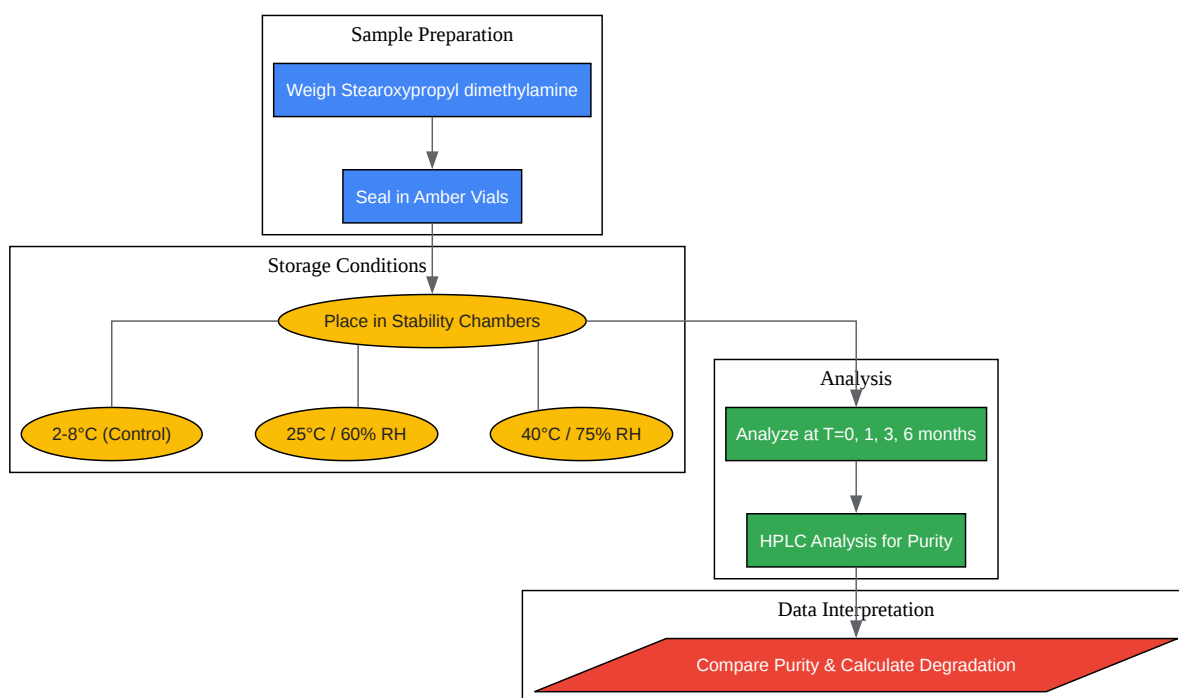 Sample Preparation
Weigh Stearoxypropyl dimethylamine
Seal in Amber Vials
Storage Conditions
Place in Stability Chambers
2-8°C (Control)
25°C / 60% RH
40°C / 75% RH
Analysis
Analyze at T=0, 1, 3, 6 months
HPLC Analysis for Purity
Data Interpretation
Compare Purity & Calculate Degradation